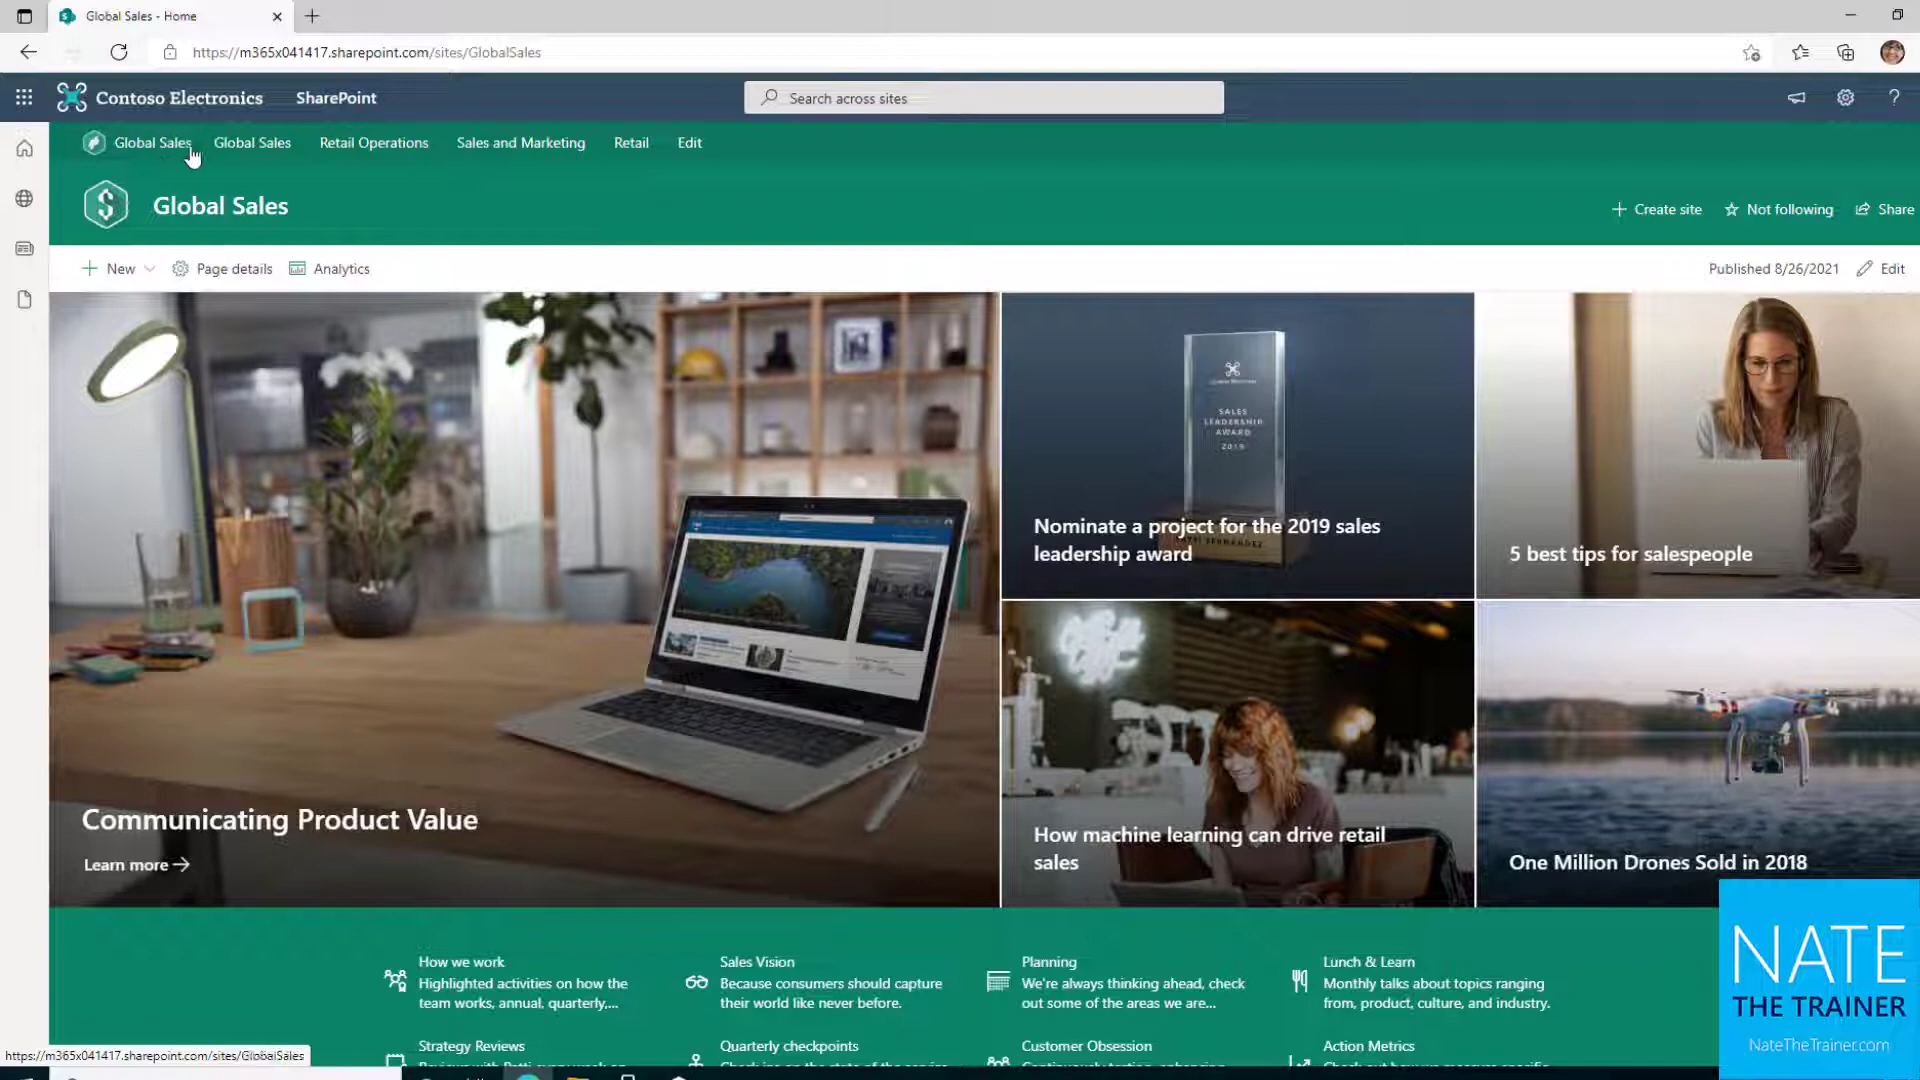 Global Sales - Home
https://m365x041417.sharepoint.com/sites/GlobalSales
Contoso Electronics
SharePoint
Search across sites
Global Sales
Global Sales
Retail Operations
Sales and Marketing
Retail
Edit
Global Sales
Create site
Not following
Share
New
Page details
Analytics
Published 8/26/2021
Edit
SALES
LEADERSHIP
AWARD
2019
Nominate a project for the 2019 sales
leadership award
5 best tips for salespeople
Communicating Product Value
Learn more
How machine learning can drive retail
sales
One Million Drones Sold in 2018
How we work
Highlighted activities on how the
team works, annual, quarterly,...
Sales Vision
Because consumers should capture
their world like never before.
Planning
We're always thinking ahead, check
out some of the areas we are...
Lunch & Learn
Monthly talks about topics ranging
from, product, culture, and industry.
Strategy Reviews
Quarterly checkpoints
Customer Obsession
Action Metrics
https://m365x041417.sharepoint.com/sites/GlobalSales
NATE
THE TRAINER
NateTheTrainer.com